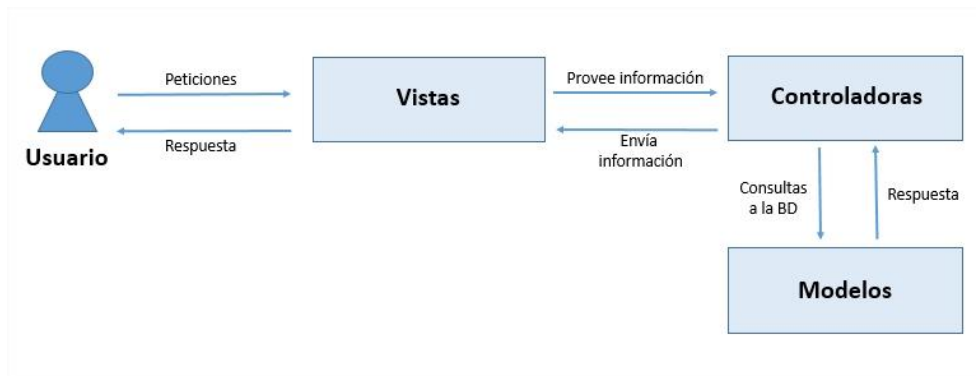 Peticiones
Respuesta
Usuario
Vistas
Provee información
Envía
información
Controladoras
Consultas
a la BD
Respuesta
Modelos